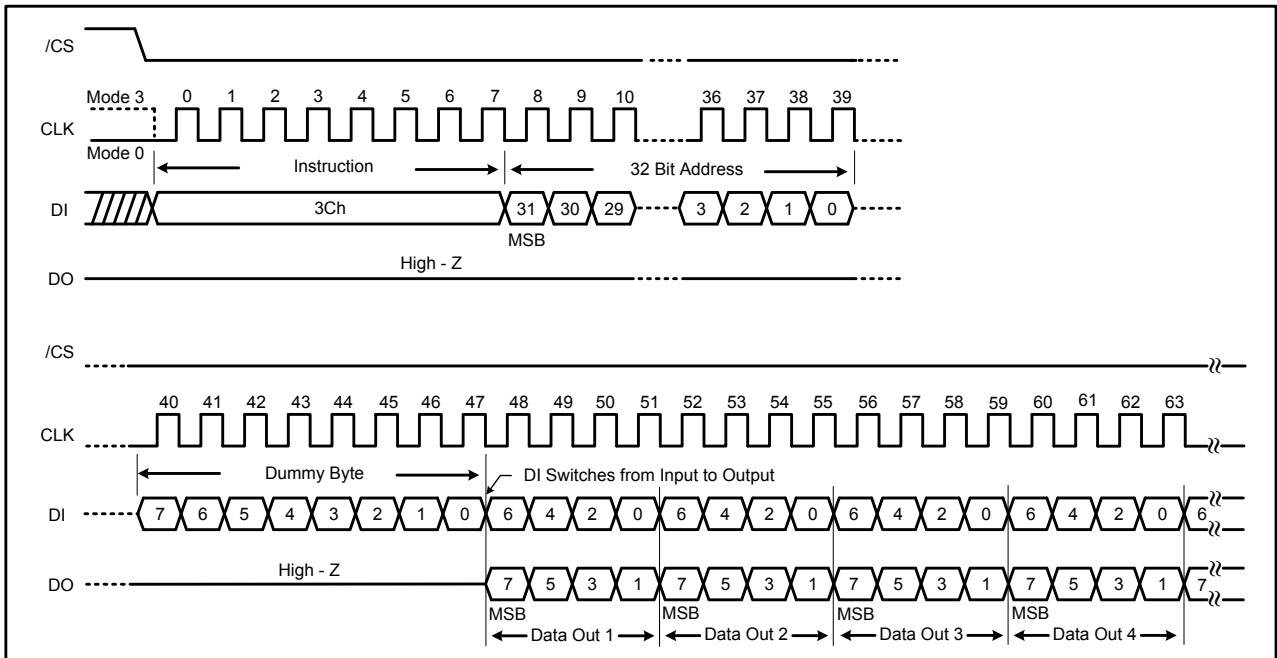 /CS
Mode 3 0 1 2 3 4 5 6 7 8 9 10 36 37 38 39
CLK
Mode 0
Instruction 32 Bit Address
DI 3Ch 31 30 29 3 2 1 0
MSB
High - Z
DO
/CS
40 41 42 43 44 45 46 47 48 49 50 51 52 53 54 55 56 57 58 59 60 61 62 63
CLK
Dummy Byte DI Switches from Input to Output
DI 7 6 5 4 3 2 1 0 6 4 2 0 6 4 2 0 6 4 2 0 6 4 2 0 6
High - Z
DO 7 5 3 1 7 5 3 1 7 5 3 1 7 5 3 1 7
MSB MSB MSB MSB
Data Out 1 Data Out 2 Data Out 3 Data Out 4